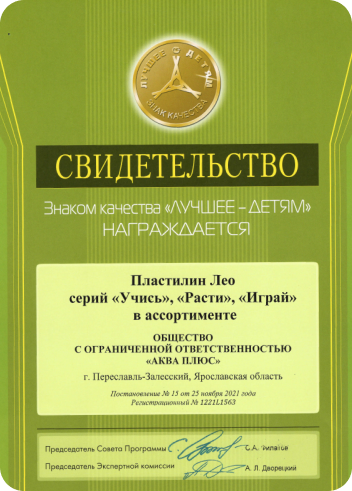 ЛУЧШЕЕ ДЕТЯМ
ЗНАК КАЧЕСТВА
СВИДЕТЕЛЬСТВО
Знаком качества «ЛУЧШЕЕ – ДЕТЯМ»
НАГРАЖДАЕТСЯ
Пластилин Лео
серий «Учись», «Расти», «Играй»
в ассортименте
ОБЩЕСТВО
С ОГРАНИЧЕННОЙ ОТВЕТСТВЕННОСТЬЮ
«АКВА ПЛЮС»
г. Переславль-Залесский, Ярославская область
Постановление № 15 от 25 ноября 2021 года
Регистрационный № 1221L1563
Председатель Совета Программы С.А. Филатов
Председатель Экспертной комиссии А. Л. Дворецкий